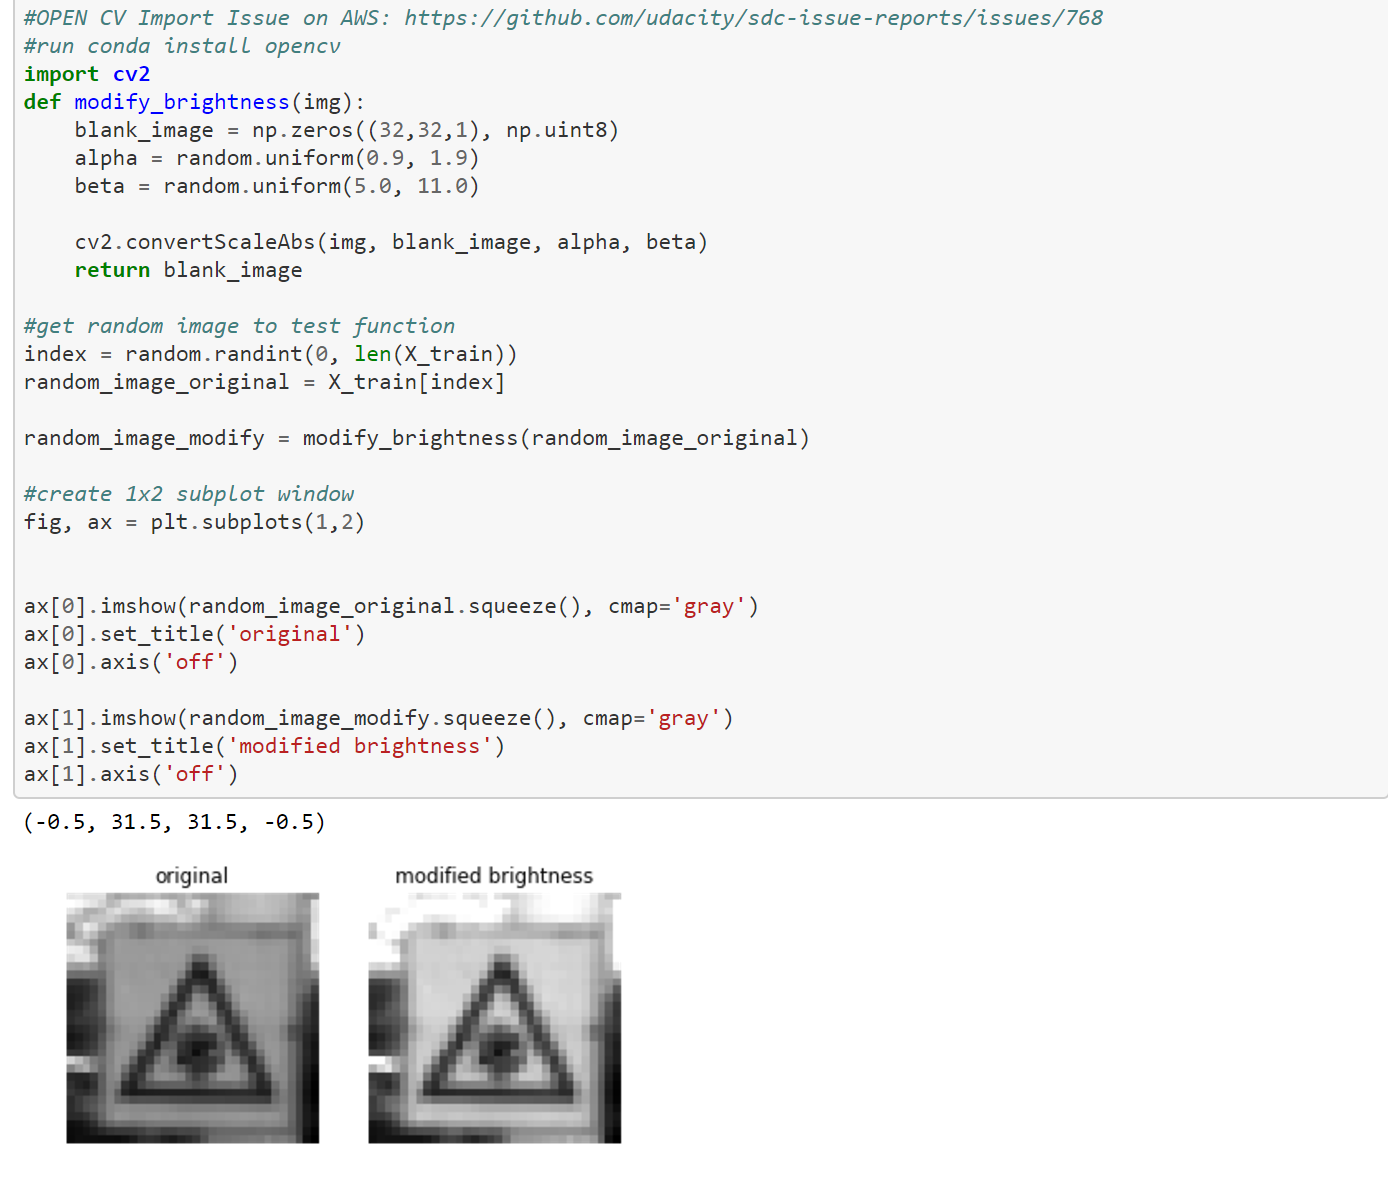 #OPEN CV Import Issue on AWS: https://github.com/udacity/sdc-issue-reports/issues/768
#run conda install opencv
import cv2
def modify_brightness(img):
    blank_image = np.zeros((32,32,1), np.uint8)
    alpha = random.uniform(0.9, 1.9)
    beta = random.uniform(5.0, 11.0)

    cv2.convertScaleAbs(img, blank_image, alpha, beta)
    return blank_image

#get random image to test function
index = random.randint(0, len(X_train))
random_image_original = X_train[index]

random_image_modify = modify_brightness(random_image_original)

#create 1x2 subplot window
fig, ax = plt.subplots(1,2)


ax[0].imshow(random_image_original.squeeze(), cmap='gray')
ax[0].set_title('original')
ax[0].axis('off')

ax[1].imshow(random_image_modify.squeeze(), cmap='gray')
ax[1].set_title('modified brightness')
ax[1].axis('off')
(-0.5, 31.5, 31.5, -0.5)
original
modified brightness